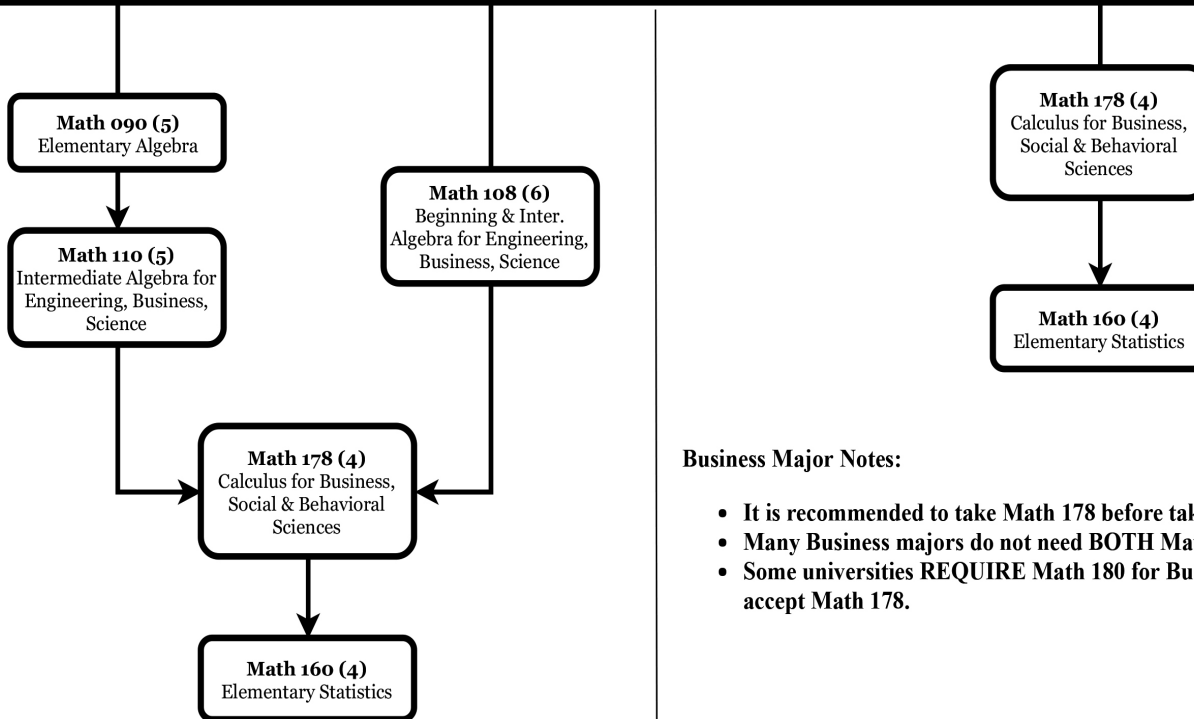 Math 090 (5)
Elementary Algebra
Math 110 (5)
Intermediate Algebra for
Engineering, Business,
Science
Math 108 (6)
Beginning & Inter.
Algebra for Engineering,
Business, Science
Math 178 (4)
Calculus for Business,
Social & Behavioral
Sciences
Math 160 (4)
Elementary Statistics
Math 178 (4)
Calculus for Business,
Social & Behavioral
Sciences
Math 160 (4)
Elementary Statistics
Business Major Notes:
• It is recommended to take Math 178 before
• Many Business majors do not need BOTH
• Some universities REQUIRE Math 180 for
accept Math 178.